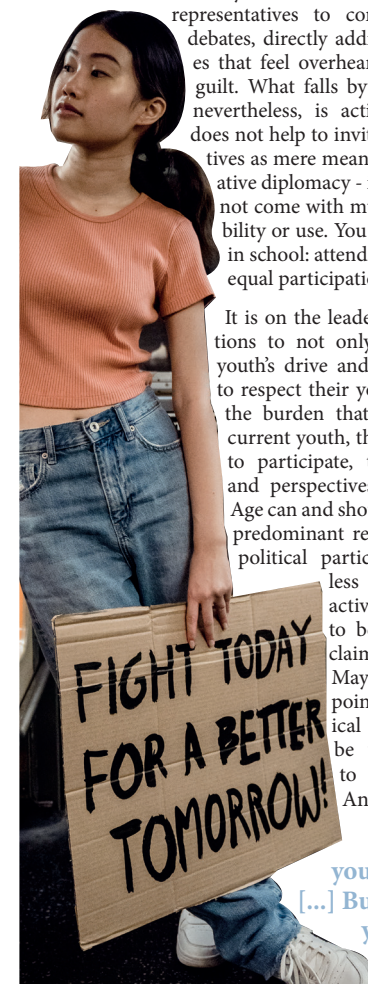 representatives to con
debates, directly add
es that feel overhear
guilt. What falls by
nevertheless, is acti
does not help to invit
tives as mere mean
ative diplomacy -
not come with m
bility or use. You
in school: attend
equal participati
It is on the leade
tions to not only
youth's drive and
to respect their y
the burden that
current youth, th
to participate,
and perspectives
Age can and sho
predominant re
political partic
less
activ
to be
claim
May
poin
ical
be
to
An
FIGHT TODAY
FOR A BETTER
TOMORROW!
you
[...] Bu
y